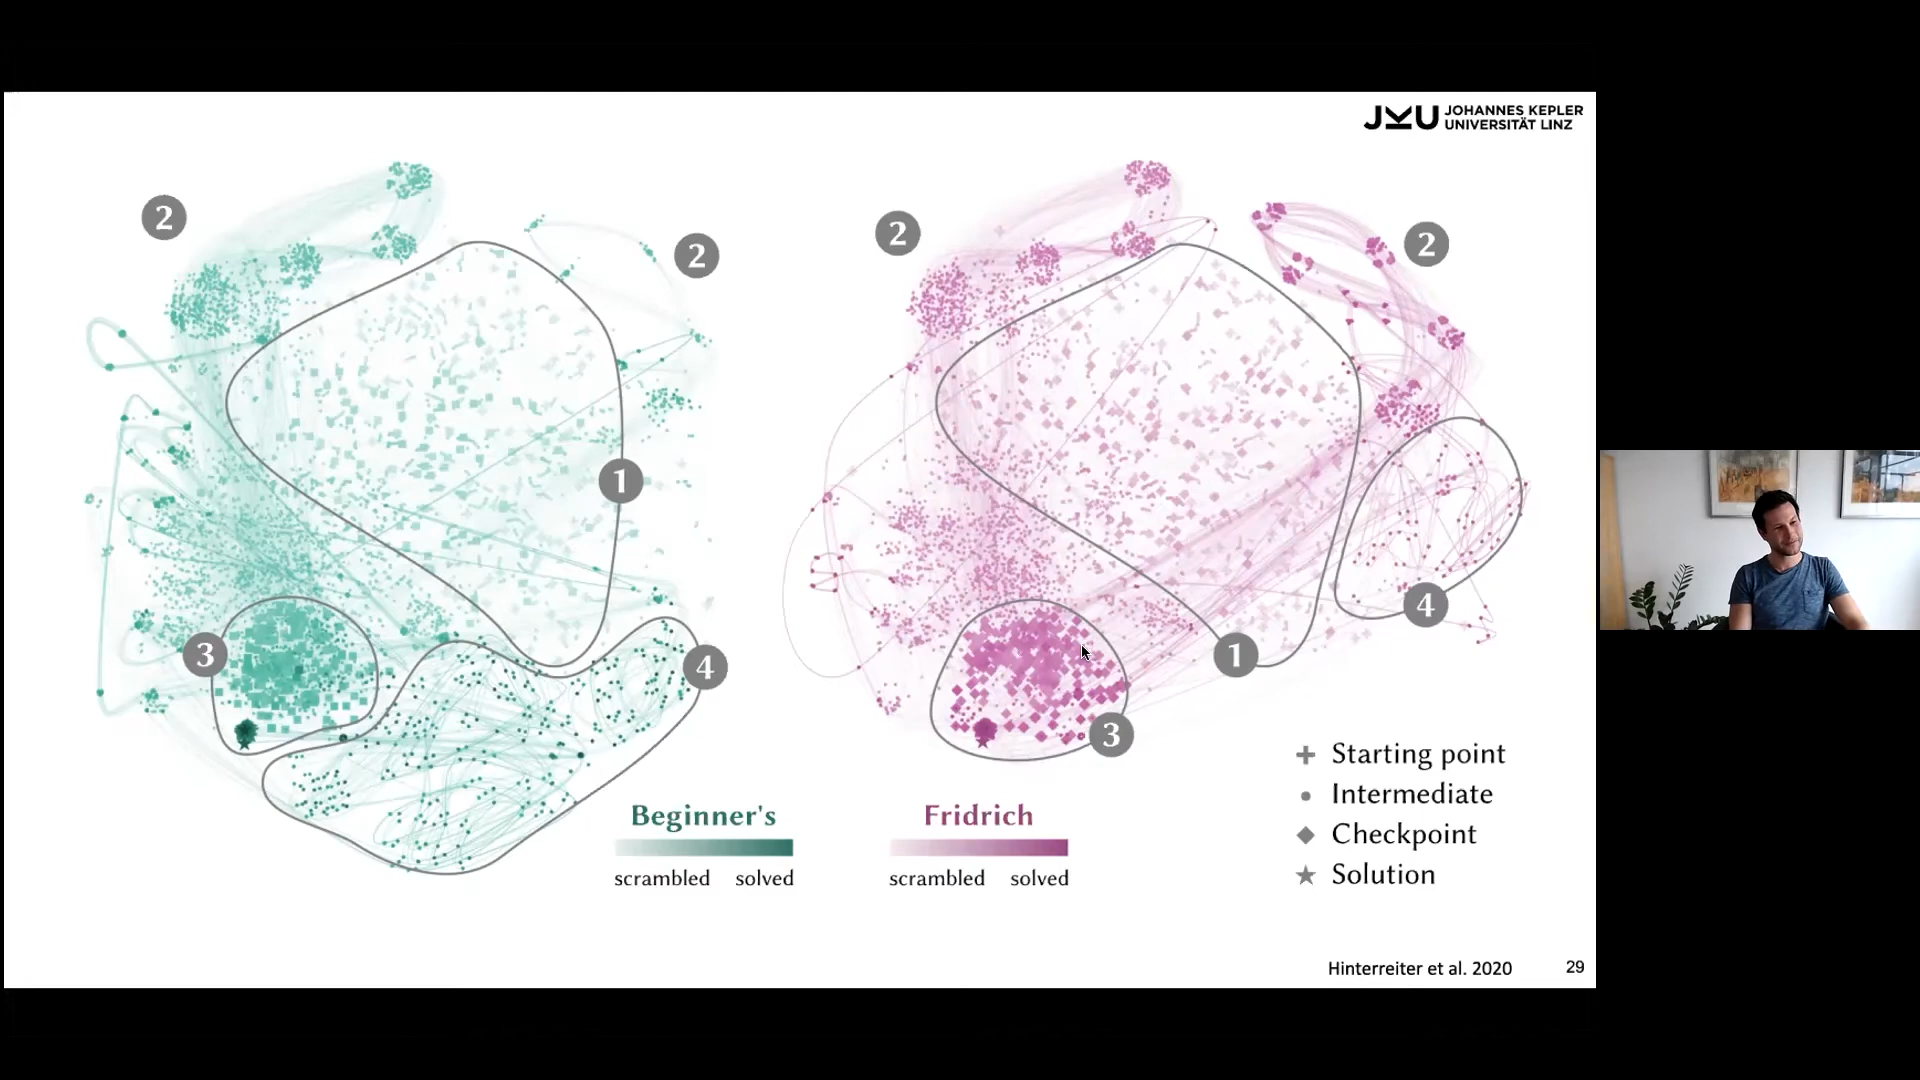 JKU JOHANNES KEPLER
UNIVERSITÄT LINZ
2
2
1
3
4
2
2
1
4
3
Beginner's
scrambled solved
Fridrich
scrambled solved
Starting point
Intermediate
Checkpoint
Solution
Hinterreiter et al. 2020
29